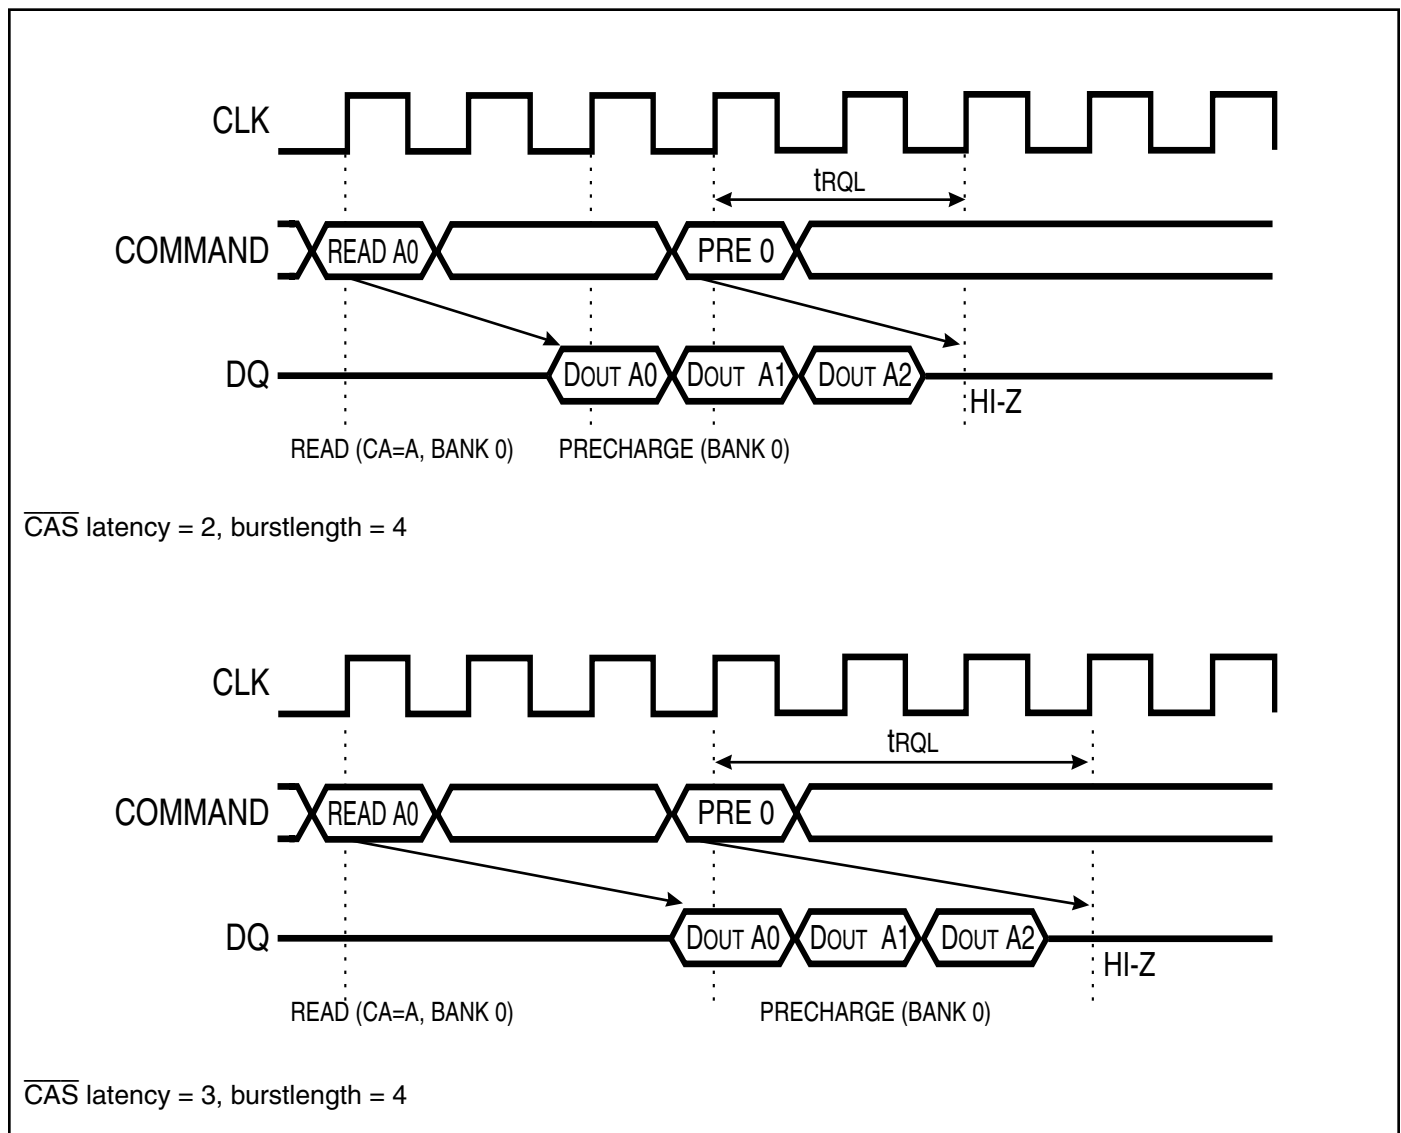 CLK
tRQL
COMMAND READ A0 PRE 0
DQ DOUT A0 DOUT A1 DOUT A2
HI-Z
READ (CA=A, BANK 0) PRECHARGE (BANK 0)
C̅A̅S̅ latency = 2, burstlength = 4
CLK
tRQL
COMMAND READ A0 PRE 0
DQ DOUT A0 DOUT A1 DOUT A2
HI-Z
READ (CA=A, BANK 0) PRECHARGE (BANK 0)
C̅A̅S̅ latency = 3, burstlength = 4